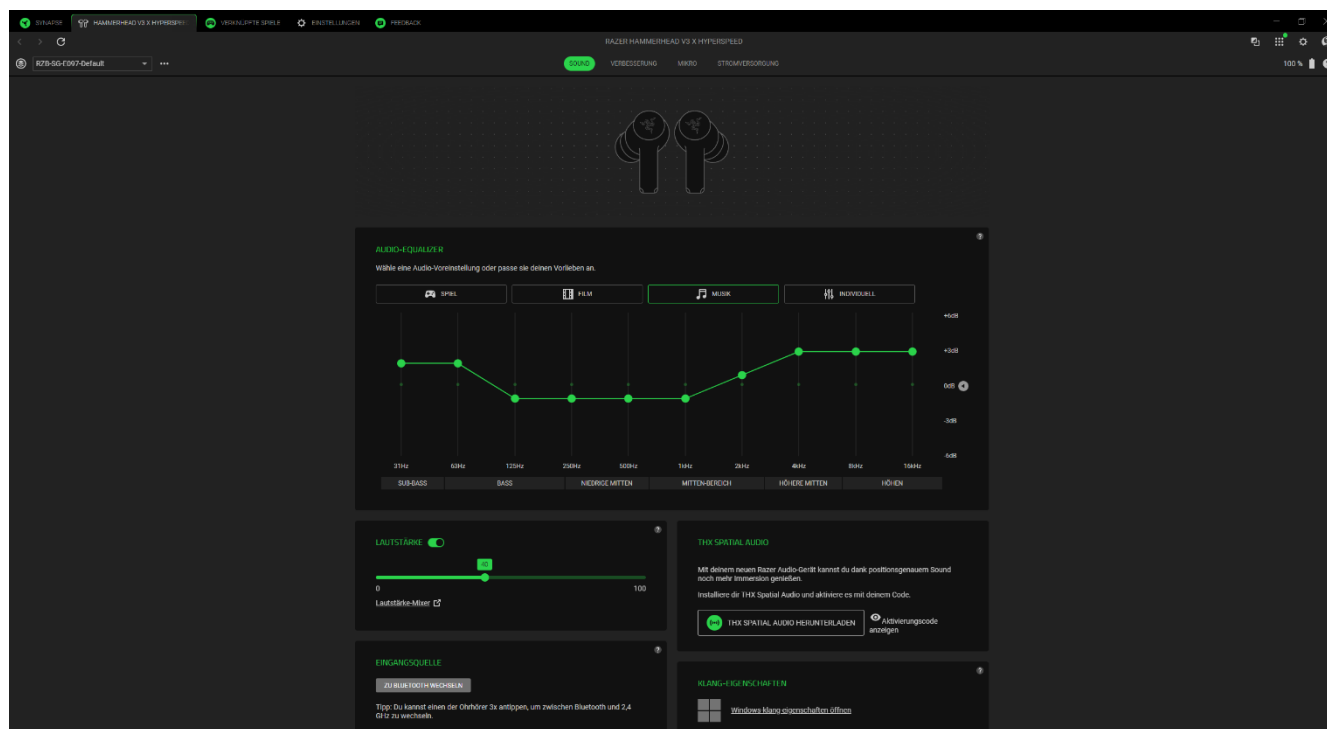 SYNAPSE
HAMMERHEAD V3 X HYPERSPEED
VERKNÜPFTE SPIELE
EINSTELLUNGEN
FEEDBACK
RAZER HAMMERHEAD V3 X HYPERSPEED
RZB-SG-E097-Default
SOUND
VERBESSERUNG
MIKRO
STROMVERSORGUNG
100 %
AUDIO-EQUALIZER
Wähle eine Audio-Voreinstellung oder passe sie deinen Vorlieben an.
SPIEL
FILM
MUSIK
INDIVIDUELL
+6dB
+3dB
0dB
-3dB
-6dB
31Hz
63Hz
125Hz
250Hz
500Hz
1kHz
2kHz
4kHz
8kHz
16kHz
SUB-BASS
BASS
NIEDRIGE MITTEN
MITTEN-BEREICH
HÖHERE MITTEN
HÖHEN
LAUTSTÄRKE
40
0
100
Lautstärke-Mixer
THX SPATIAL AUDIO
Mit deinem neuen Razer Audio-Gerät kannst du dank positionsgenauem Sound
noch mehr Immersion genießen.
Installiere dir THX Spatial Audio und aktiviere es mit deinem Code.
THX SPATIAL AUDIO HERUNTERLADEN
Aktivierungscode
anzeigen
EINGANGSQUELLE
ZU BLUETOOTH WECHSELN
Tipp: Du kannst einen der Ohrhörer 3x antippen, um zwischen Bluetooth und 2,4
GHz zu wechseln.
KLANG-EIGENSCHAFTEN
Windows klang eigenschaften öffnen